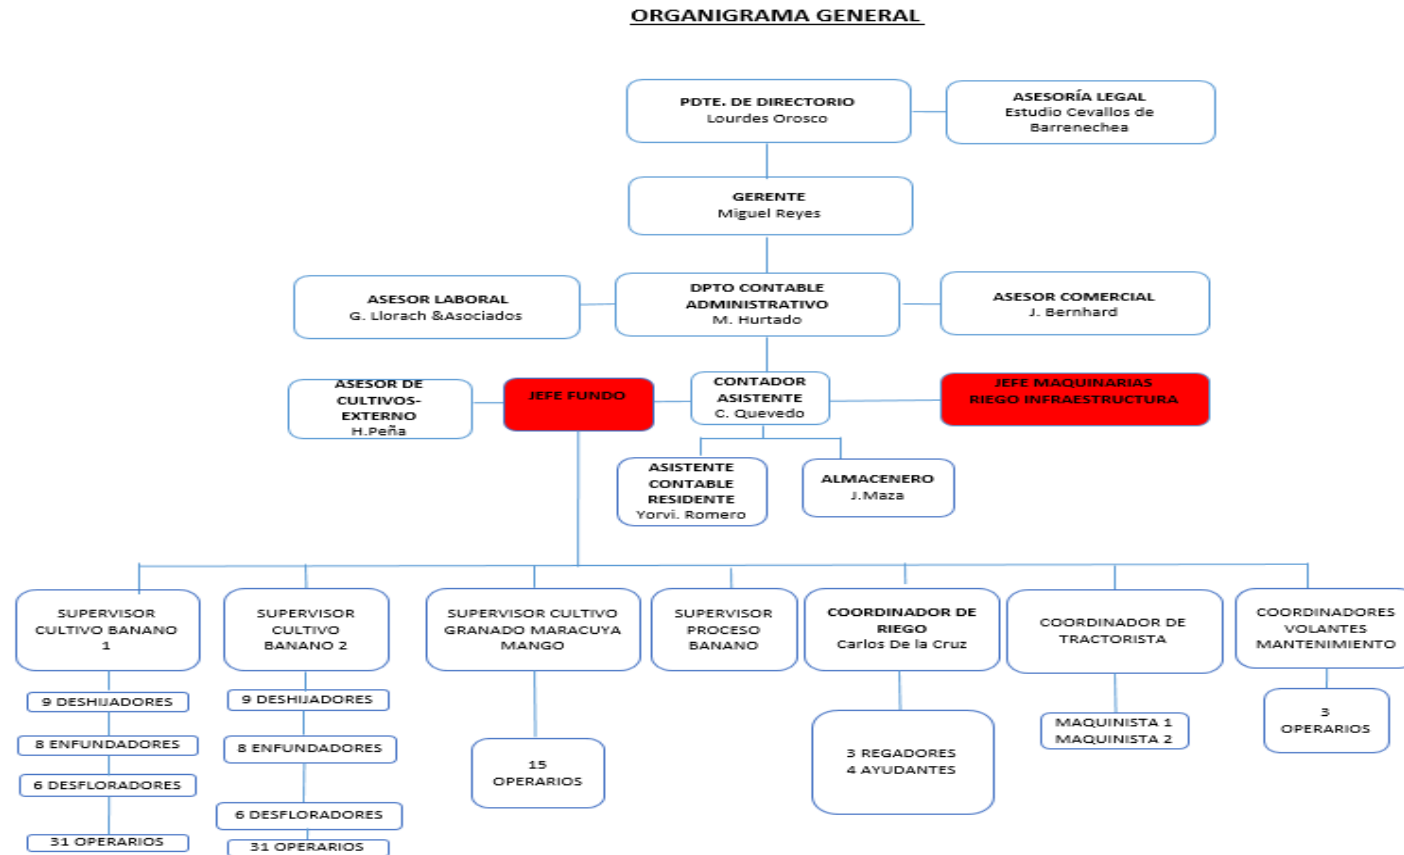 ORGANIGRAMA GENERAL
PDTE. DE DIRECTORIO
Lourdes Orosco
ASESORÍA LEGAL
Estudio Cevallos de
Barrenechea
GERENTE
Miguel Reyes
ASESOR LABORAL
G. Llorach &Asociados
DPTO CONTABLE
ADMINISTRATIVO
M. Hurtado
ASESOR COMERCIAL
J. Bernhard
ASESOR DE
CULTIVOS-
EXTERNO
H.Peña
JEFE FUNDO
CONTADOR
ASISTENTE
C. Quevedo
JEFE MAQUINARIAS
RIEGO INFRAESTRUCTURA
ASISTENTE
CONTABLE
RESIDENTE
Yorvi. Romero
ALMACENERO
J.Maza
SUPERVISOR
CULTIVO BANANO
1
9 DESHIJADORES
8 ENFUNDADORES
6 DESFLORADORES
31 OPERARIOS
SUPERVISOR
CULTIVO
BANANO 2
9 DESHIJADORES
8 ENFUNDADORES
6 DESFLORADORES
31 OPERARIOS
SUPERVISOR CULTIVO
GRANADO MARACUYA
MANGO
15
OPERARIOS
SUPERVISOR
PROCESO
BANANO
COORDINADOR DE
RIEGO
Carlos De la Cruz
3 REGADORES
4 AYUDANTES
COORDINADOR DE
TRACTORISTA
MAQUINISTA 1
MAQUINISTA 2
COORDINADORES
VOLANTES
MANTENIMIENTO
3
OPERARIOS